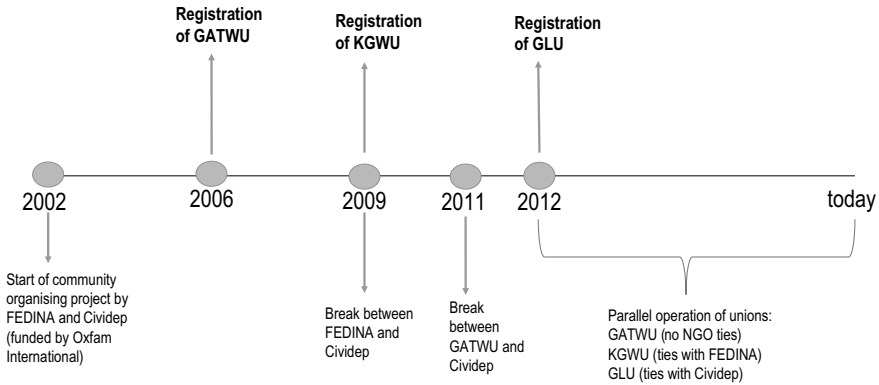 Registration
of GATWU
Registration
of KGWU
Registration
of GLU
2002
2006
2009
2011
2012
today
Start of community
organising project by
FEDINA and Cividep
(funded by Oxfam
International)
Break between
FEDINA and
Cividep
Break
between
GATWU and
Cividep
Parallel operation of unions:
GATWU (no NGO ties)
KGWU (ties with FEDINA)
GLU (ties with Cividep)